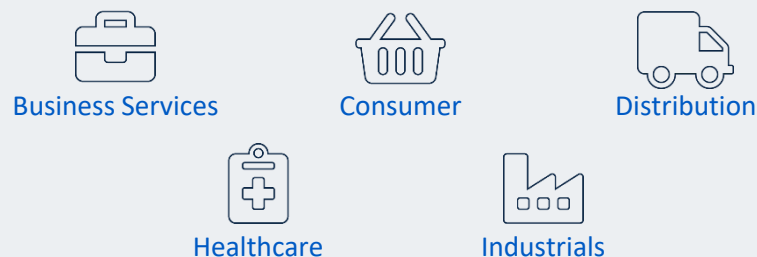 Business Services
Consumer
Distribution
Healthcare
Industrials